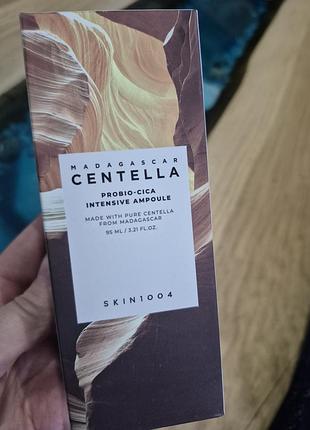 MADAGASCAR
CENTELLA
PROBIO-CICA
INTENSIVE AMPOULE
MADE WITH PURE CENTELLA
FROM MADAGASCAR
95 ML / 3.21 FL.OZ.
SKIN1004